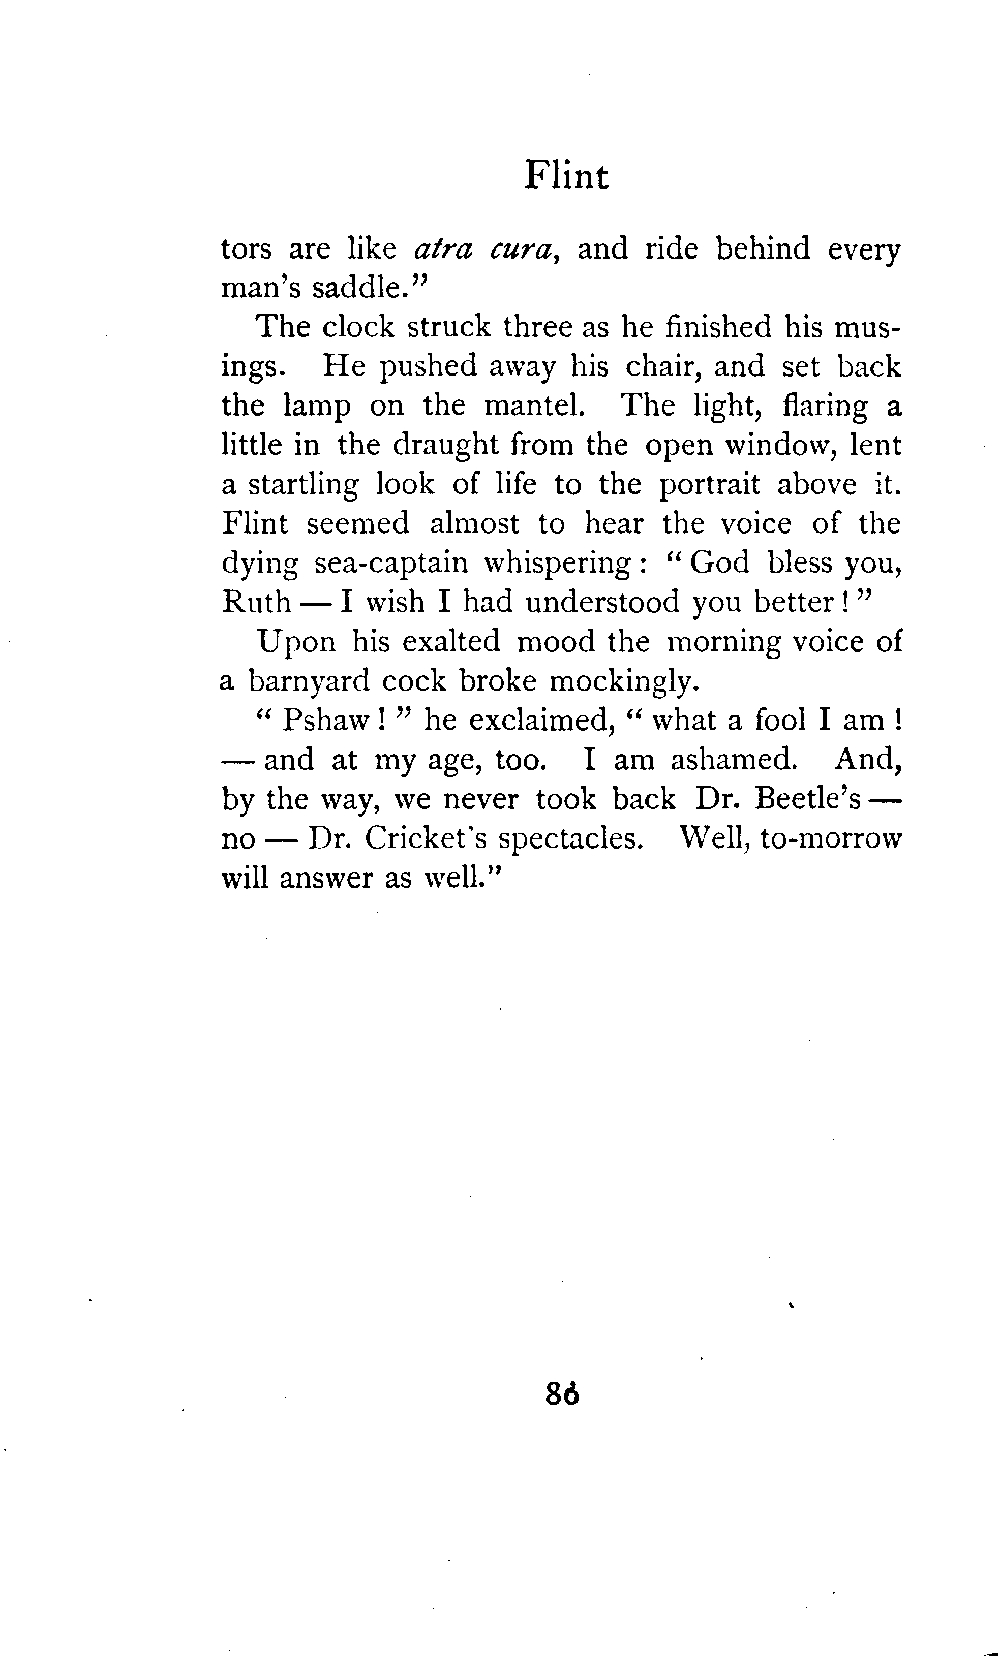 Flint
tors are like atra cura, and ride behind every
man's saddle."
The clock struck three as he finished his mus-
ings. He pushed away his chair, and set back
the lamp on the mantel. The light, flaring a
little in the draught from the open window, lent
a startling look of life to the portrait above it.
Flint seemed almost to hear the voice of the
dying sea-captain whispering: "God bless you,
Ruth — I wish I had understood you better!"
Upon his exalted mood the morning voice of
a barnyard cock broke mockingly.
"Pshaw!" he exclaimed, "what a fool I am!
— and at my age, too. I am ashamed. And,
by the way, we never took back Dr. Beetle's —
no — Dr. Cricket's spectacles. Well, to-morrow
will answer as well."
86